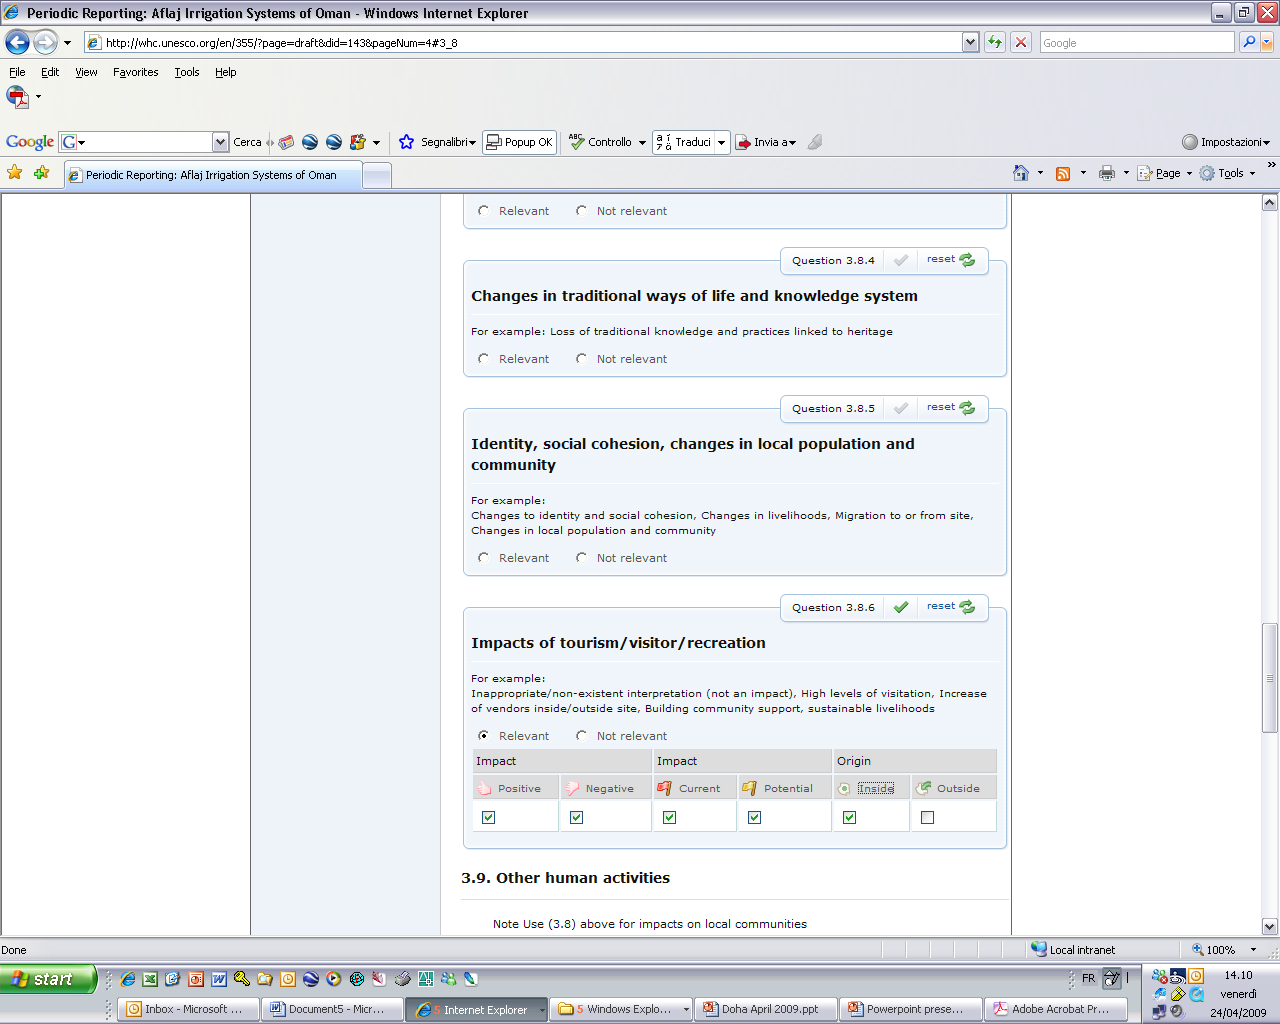 Periodic Reporting: Aflaj Irrigation Systems of Oman - Windows Internet Explorer
http://whc.unesco.org/en/355/?page=draft&did=143&pageNum=4#3_8
Google
File Edit View Favorites Tools Help
Google G Cerca Segnalibri Popup OK ABC Controllo Traduci Invia a Impostazioni
Periodic Reporting: Aflaj Irrigation Systems of Oman Page Tools »
Relevant Not relevant
Question 3.8.4 reset
Changes in traditional ways of life and knowledge system
For example: Loss of traditional knowledge and practices linked to heritage
Relevant Not relevant
Question 3.8.5 reset
Identity, social cohesion, changes in local population and
community
For example:
Changes to identity and social cohesion, Changes in livelihoods, Migration to or from site,
Changes in local population and community
Relevant Not relevant
Question 3.8.6 reset
Impacts of tourism/visitor/recreation
For example:
Inappropriate/non-existent interpretation (not an impact), High levels of visitation, Increase
of vendors inside/outside site, Building community support, sustainable livelihoods
Relevant Not relevant
Impact Impact Origin
Positive Negative Current Potential Inside Outside
3.9. Other human activities
Note Use (3.8) above for impacts on local communities
Done Local intranet 100%
start FR 14.10
venerdì
24/04/2009
Inbox - Microsoft ... Document5 - Micr... 5 Internet Explorer 5 Windows Explo... Doha April 2009.ppt Powerpoint prese... Adobe Acrobat Pr...